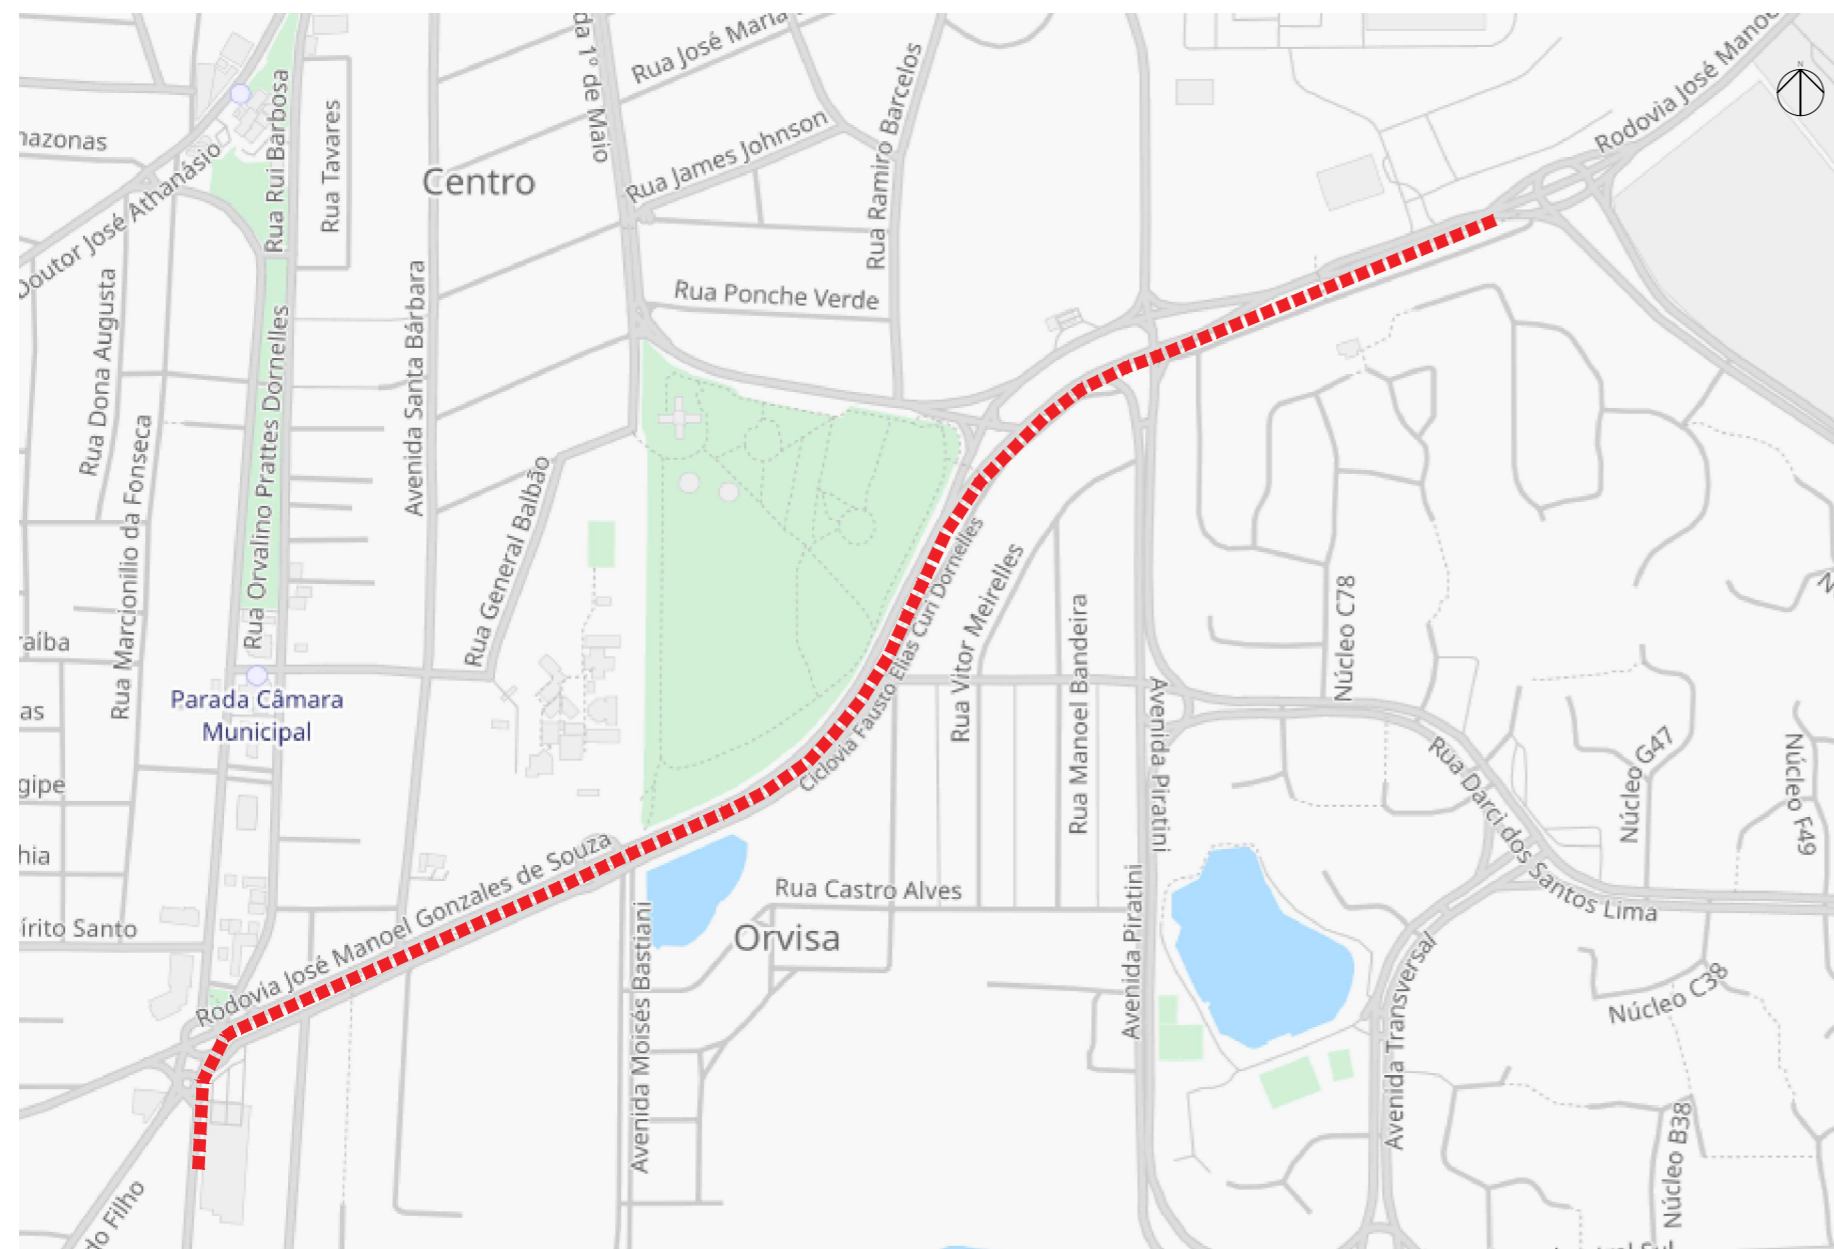 da 1º de Maio
Rua José Maria
Rua Ramiro Barcelos
Rodovia José Manoe
N
Rua Rui Barbosa
Rua Tavares
nazonas
Doutor José Athanásio
Centro
Rua James Johnson
Rua Dona Augusta
Avenida Santa Bárbara
Rua Ponche Verde
Rua Orvalino Prattes Dornelles
Rua Marcionilio da Fonseca
Rua General Balbão
Ciclovia Fausto Elias Curi Dornelles
Rua Vitor Meirelles
Rua Manoel Bandeira
Núcleo C78
N
raíba
Parada Câmara
Municipal
as
Avenida Piratini
Rua Darci dos Santos Lima
Núcleo G47
Núcleo F49
gipe
hia
Rodovia José Manoel Gonzales de Souza
Rua Castro Alves
Orvisa
írito Santo
Avenida Moisés Bastiani
Avenida Piratini
Avenida Transversal
Núcleo C38
Núcleo B38
do Filho